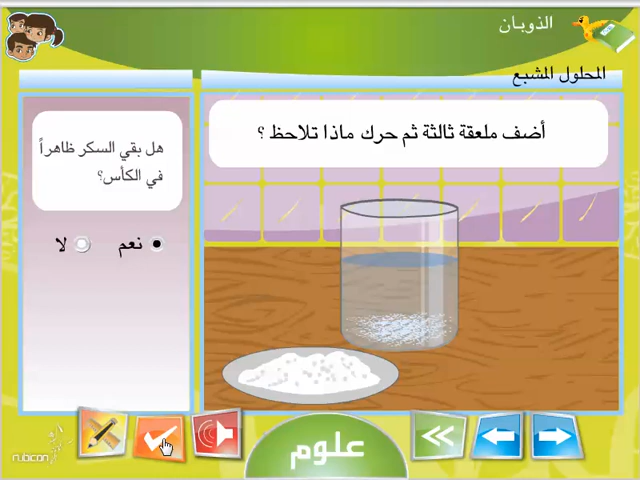 الذوبان
المحلول المشبع
أضف ملعقة ثالثة ثم حرك ماذا تلاحظ ؟
هل بقي السكر ظاهراً
في الكأس؟
نعم
لا
علوم
rubicon